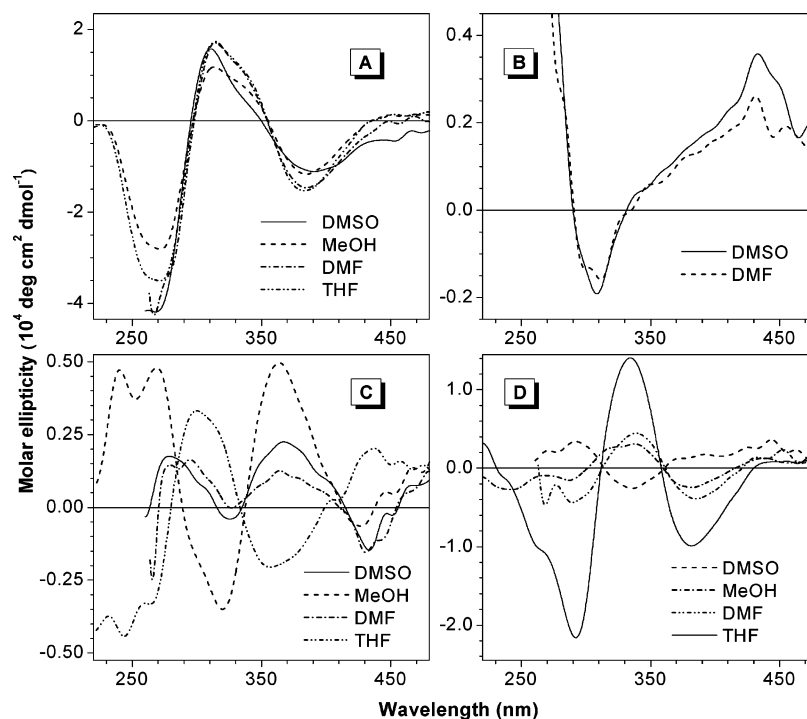 Molar ellipticity (10⁴ deg cm² dmol⁻¹)
A
2
0
-2
-4
250
350
450
DMSO
MeOH
DMF
THF
B
0.4
0.2
0.0
-0.2
250
350
450
DMSO
DMF
C
0.50
0.25
0.00
-0.25
-0.50
250
350
450
DMSO
MeOH
DMF
THF
D
1.0
0.0
-1.0
-2.0
250
350
450
DMSO
MeOH
DMF
THF
Wavelength (nm)